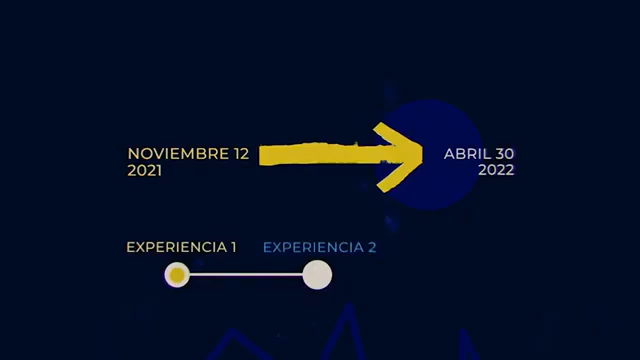 NOVIEMBRE 12
2021
ABRIL 30
2022
EXPERIENCIA 1
EXPERIENCIA 2